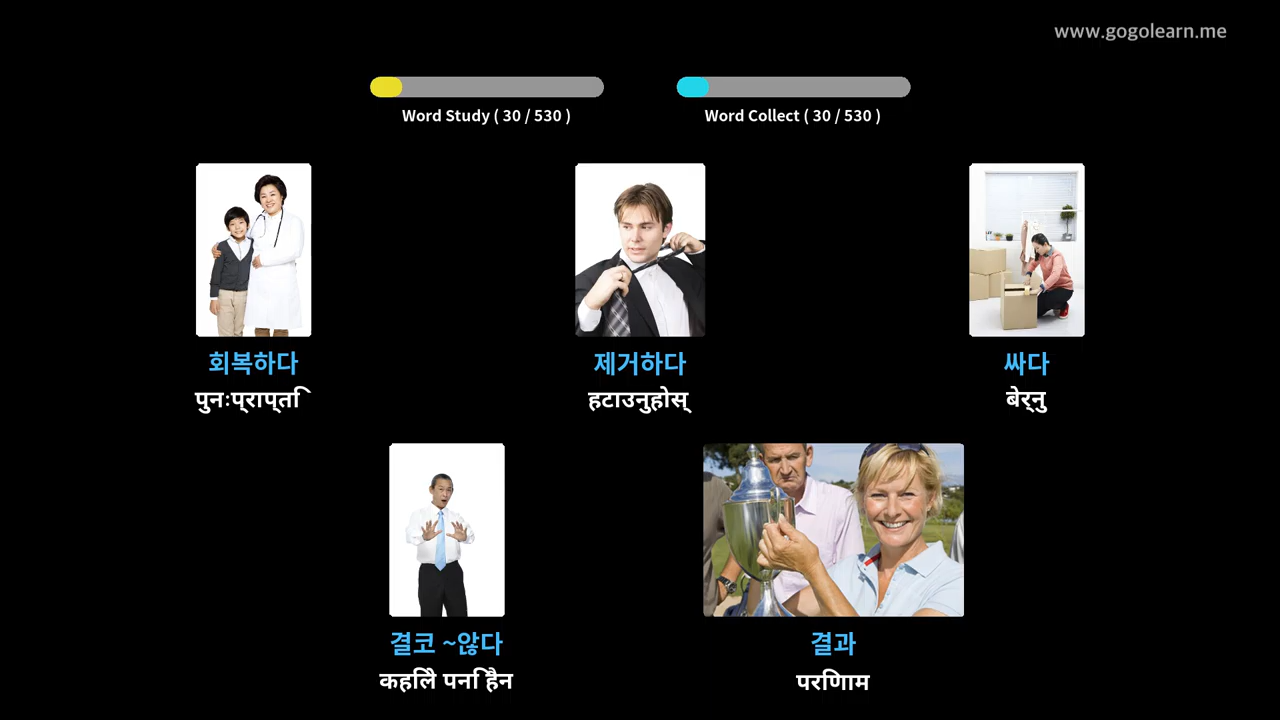 www.gogolearn.me
Word Study ( 30 / 530 )
Word Collect ( 30 / 530 )
회복하다
पुनःप्राप्ति
제거하다
हटाउनुहोस्
싸다
बेर्नु
결코 ~않다
कहिले पनि हैन
결과
परिणाम